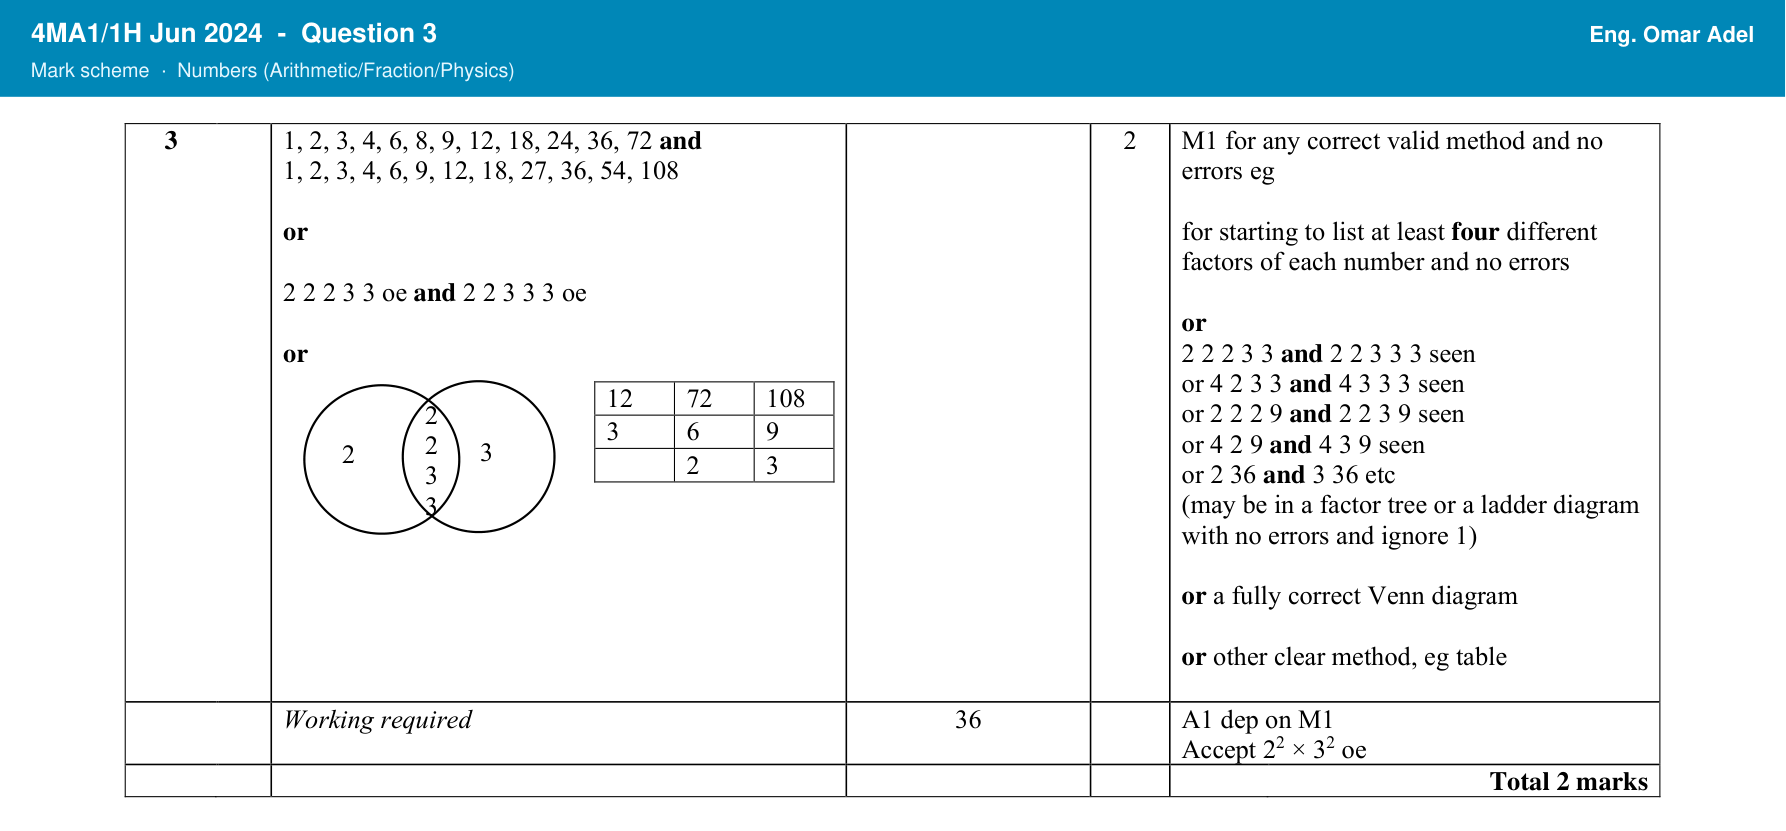 4MA1/1H Jun 2024 - Question 3
Eng. Omar Adel
Mark scheme · Numbers (Arithmetic/Fraction/Physics)
3
1, 2, 3, 4, 6, 8, 9, 12, 18, 24, 36, 72 and
1, 2, 3, 4, 6, 9, 12, 18, 27, 36, 54, 108
or
2 2 2 3 3 oe and 2 2 3 3 3 oe
or
2
2
2
3
3
3
12 72 108
3 6 9
2 3
2
M1 for any correct valid method and no
errors eg
for starting to list at least four different
factors of each number and no errors
or
2 2 2 3 3 and 2 2 3 3 3 seen
or 4 2 3 3 and 4 3 3 3 seen
or 2 2 2 9 and 2 2 3 9 seen
or 4 2 9 and 4 3 9 seen
or 2 36 and 3 36 etc
(may be in a factor tree or a ladder diagram
with no errors and ignore 1)
or a fully correct Venn diagram
or other clear method, eg table
Working required
36
A1 dep on M1
Accept 2² × 3² oe
Total 2 marks